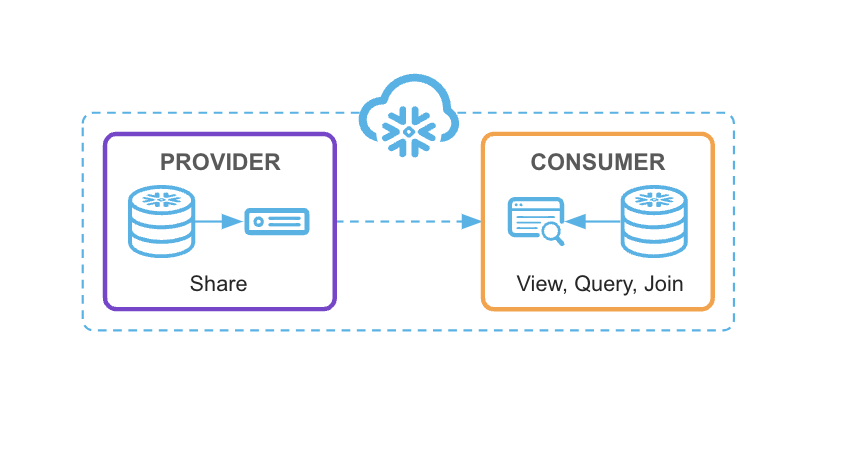 PROVIDER
Share
CONSUMER
View, Query, Join